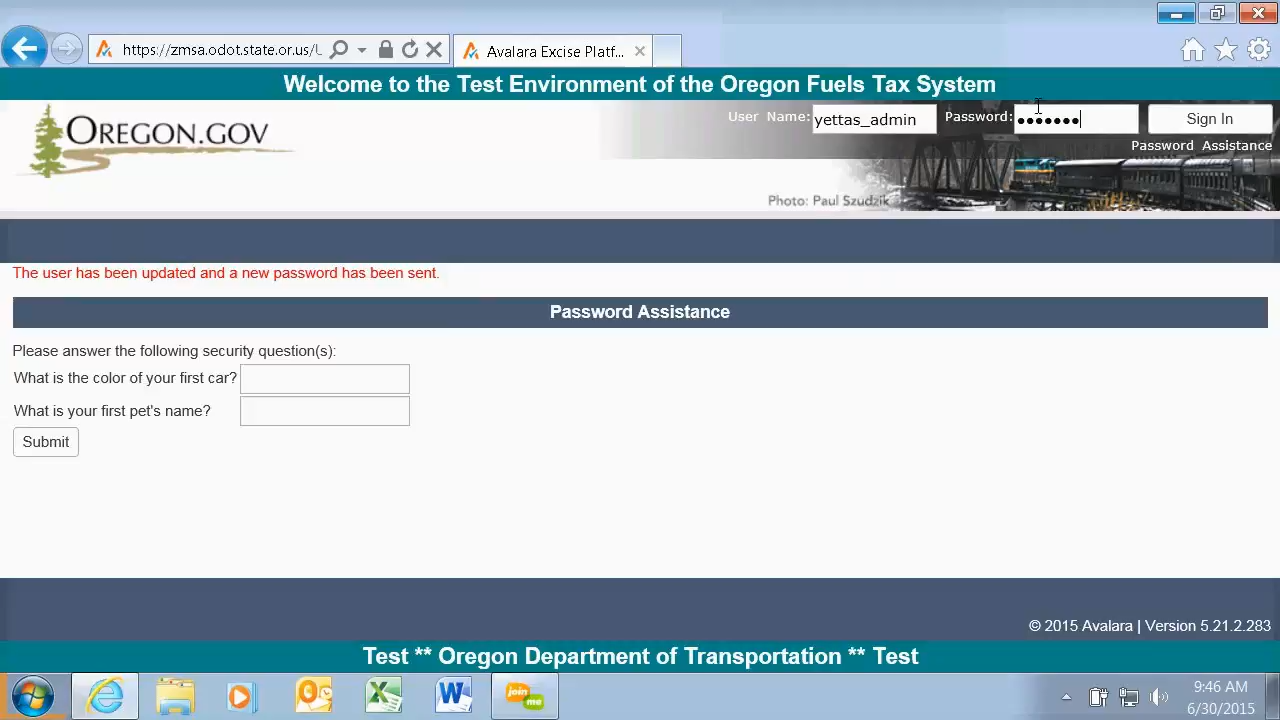 https://zmsa.odot.state.or.us/
Avalara Excise Platf...
Welcome to the Test Environment of the Oregon Fuels Tax System
OREGON.GOV
User Name: yettas_admin Password: ●●●●●●● Sign In
Password Assistance
Photo: Paul Szudzik
The user has been updated and a new password has been sent.
Password Assistance
Please answer the following security question(s):
What is the color of your first car?
What is your first pet's name?
Submit
© 2015 Avalara | Version 5.21.2.283
Test ** Oregon Department of Transportation ** Test
join me
9:46 AM
6/30/2015